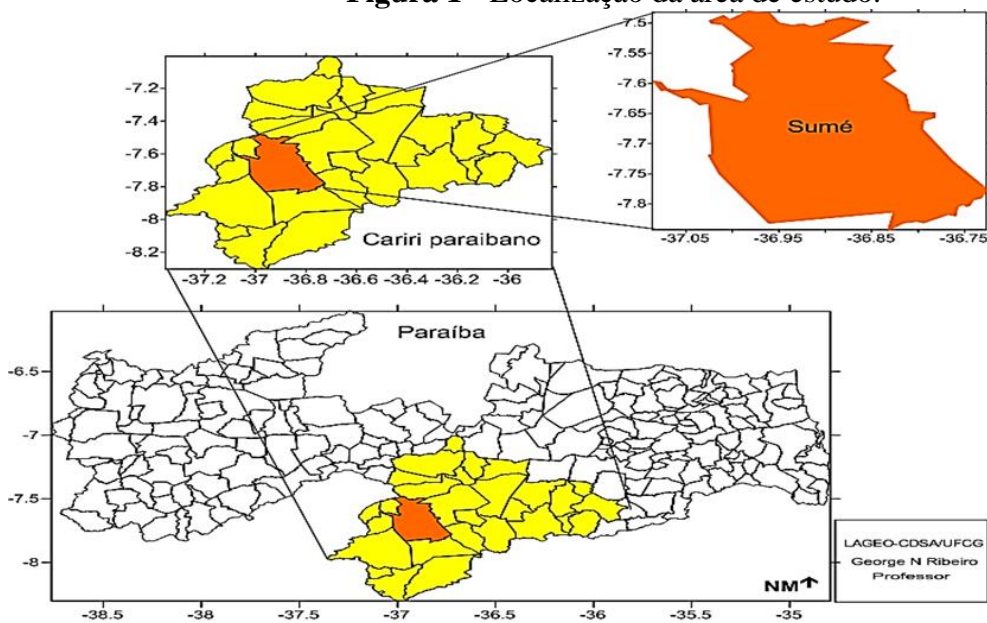 Figura 1 - Localização da área de estudo.
-7.2
-7.4
-7.6
-7.8
-8
-8.2
Cariri paraibano
-37.2 -37 -36.8 -36.6 -36.4 -36.2 -36
-7.5
-7.55
-7.6
-7.65
-7.7
-7.75
-7.8
Sumé
-37.05 -36.95 -36.85 -36.75
Paraíba
-6.5
-7
-7.5
-8
NM
-38.5 -38 -37.5 -37 -36.5 -36 -35.5 -35
LAGEO-CDSA/UFCG
George N Ribeiro
Professor